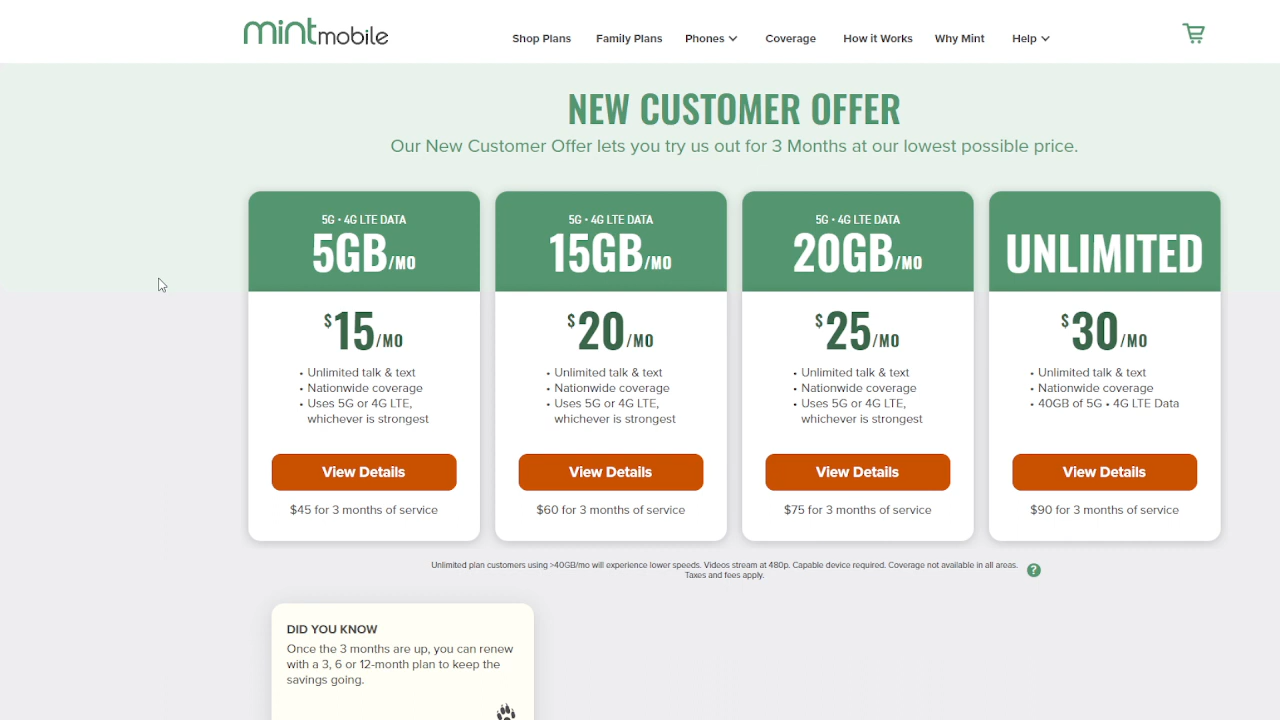 mintmobile
Shop Plans Family Plans Phones Coverage How it Works Why Mint Help
NEW CUSTOMER OFFER
Our New Customer Offer lets you try us out for 3 Months at our lowest possible price.
5G • 4G LTE DATA
5GB/MO
$15/MO
• Unlimited talk & text
• Nationwide coverage
• Uses 5G or 4G LTE,
whichever is strongest
View Details
$45 for 3 months of service
5G • 4G LTE DATA
15GB/MO
$20/MO
• Unlimited talk & text
• Nationwide coverage
• Uses 5G or 4G LTE,
whichever is strongest
View Details
$60 for 3 months of service
5G • 4G LTE DATA
20GB/MO
$25/MO
• Unlimited talk & text
• Nationwide coverage
• Uses 5G or 4G LTE,
whichever is strongest
View Details
$75 for 3 months of service
UNLIMITED
$30/MO
• Unlimited talk & text
• Nationwide coverage
• 40GB of 5G • 4G LTE Data
View Details
$90 for 3 months of service
Unlimited plan customers using >40GB/mo will experience lower speeds. Videos stream at 480p. Capable device required. Coverage not available in all areas.
Taxes and fees apply.
?
DID YOU KNOW
Once the 3 months are up, you can renew
with a 3, 6 or 12-month plan to keep the
savings going.